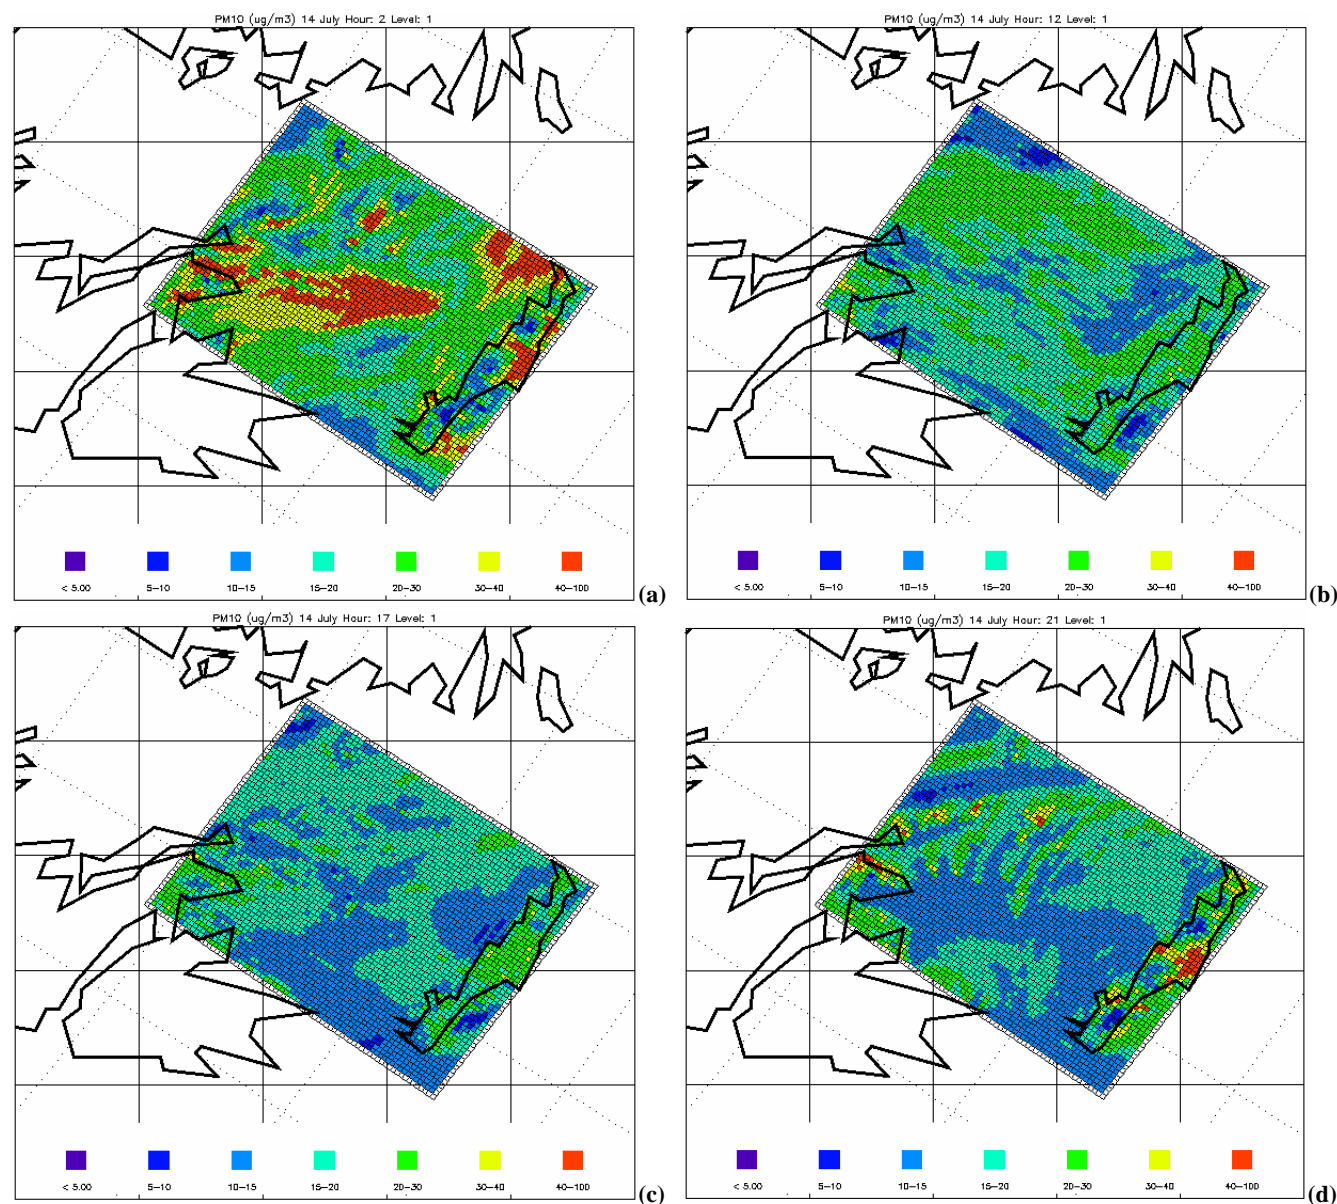 PM10 (ug/m3) 14 July Hour: 2 Level: 1
< 5.00 5-10 10-15 15-20 20-30 30-40 40-100
(a)
PM10 (ug/m3) 14 July Hour: 12 Level: 1
< 5.00 5-10 10-15 15-20 20-30 30-40 40-100
(b)
PM10 (ug/m3) 14 July Hour: 17 Level: 1
< 5.00 5-10 10-15 15-20 20-30 30-40 40-100
(c)
PM10 (ug/m3) 14 July Hour: 21 Level: 1
< 5.00 5-10 10-15 15-20 20-30 30-40 40-100
(d)